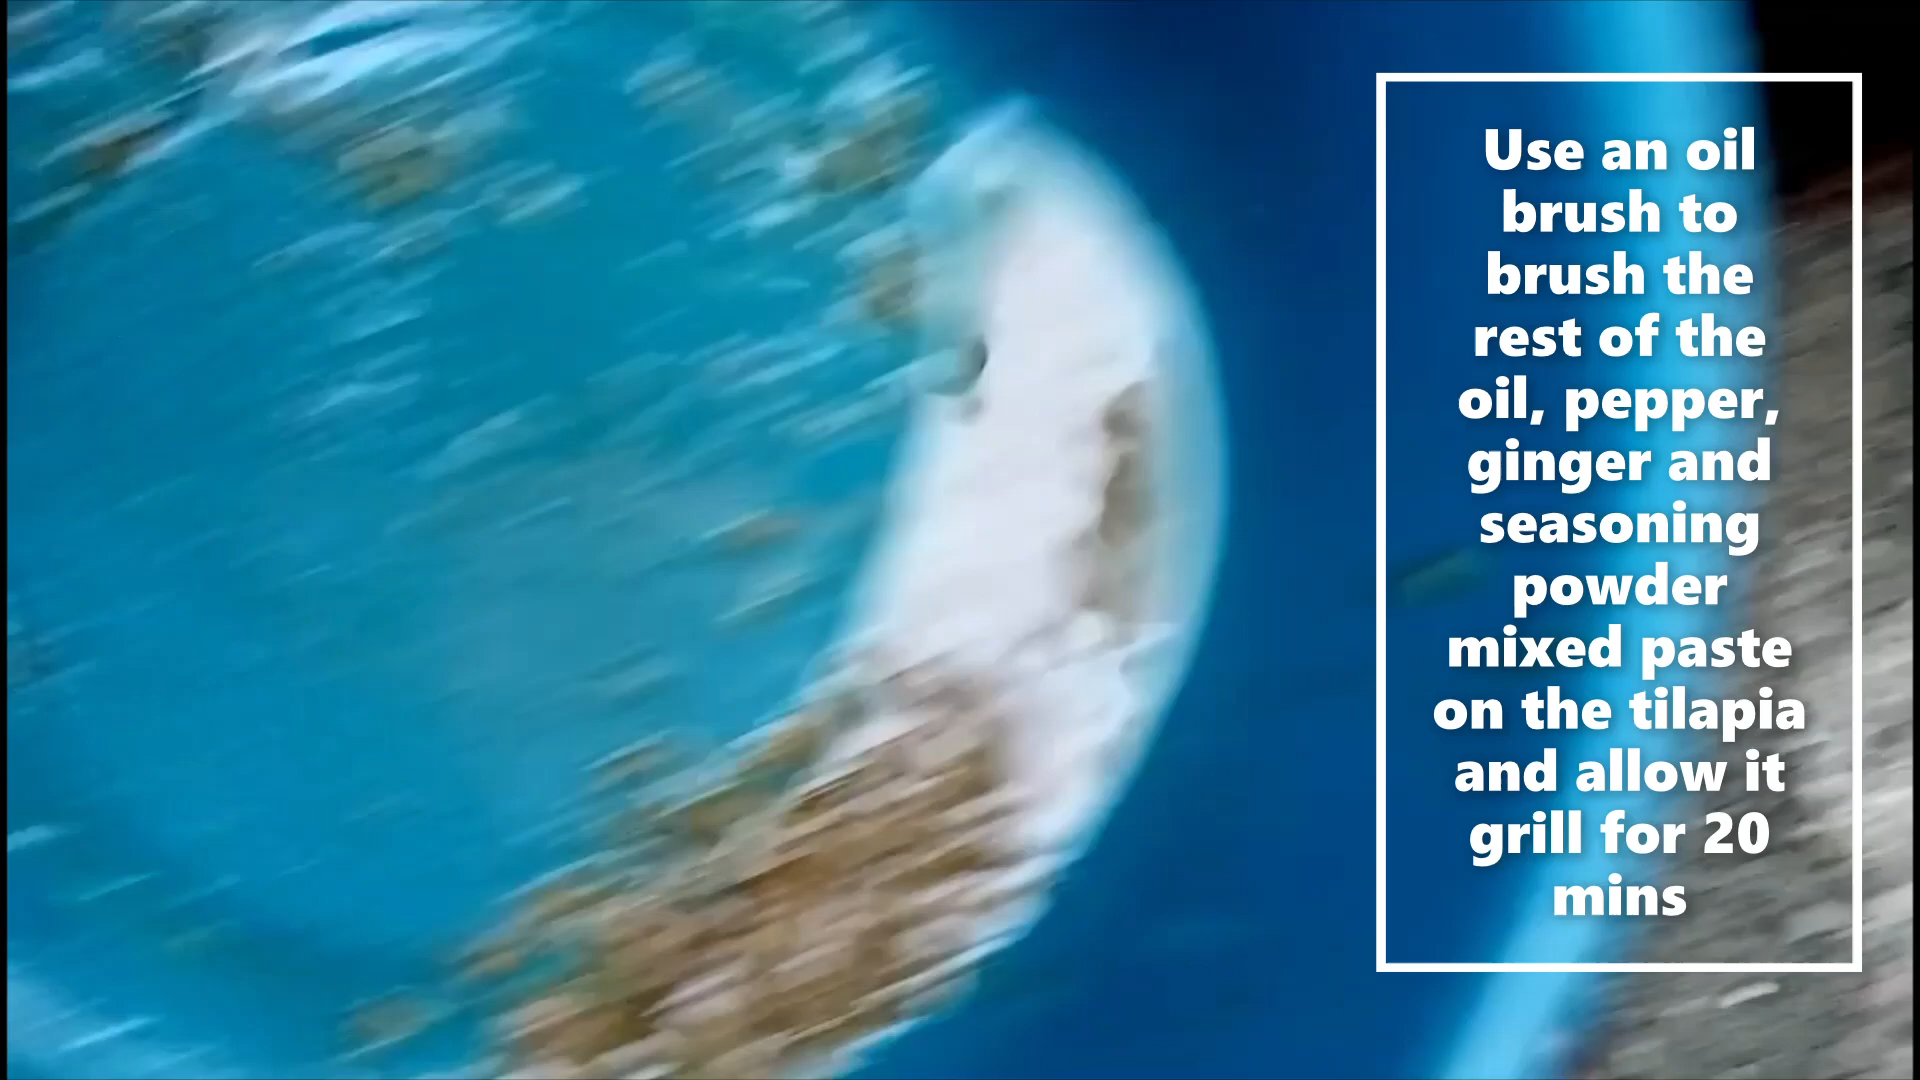 Use an oil
brush to
brush the
rest of the
oil, pepper,
ginger and
seasoning
powder
mixed paste
on the tilapia
and allow it
grill for 20
mins